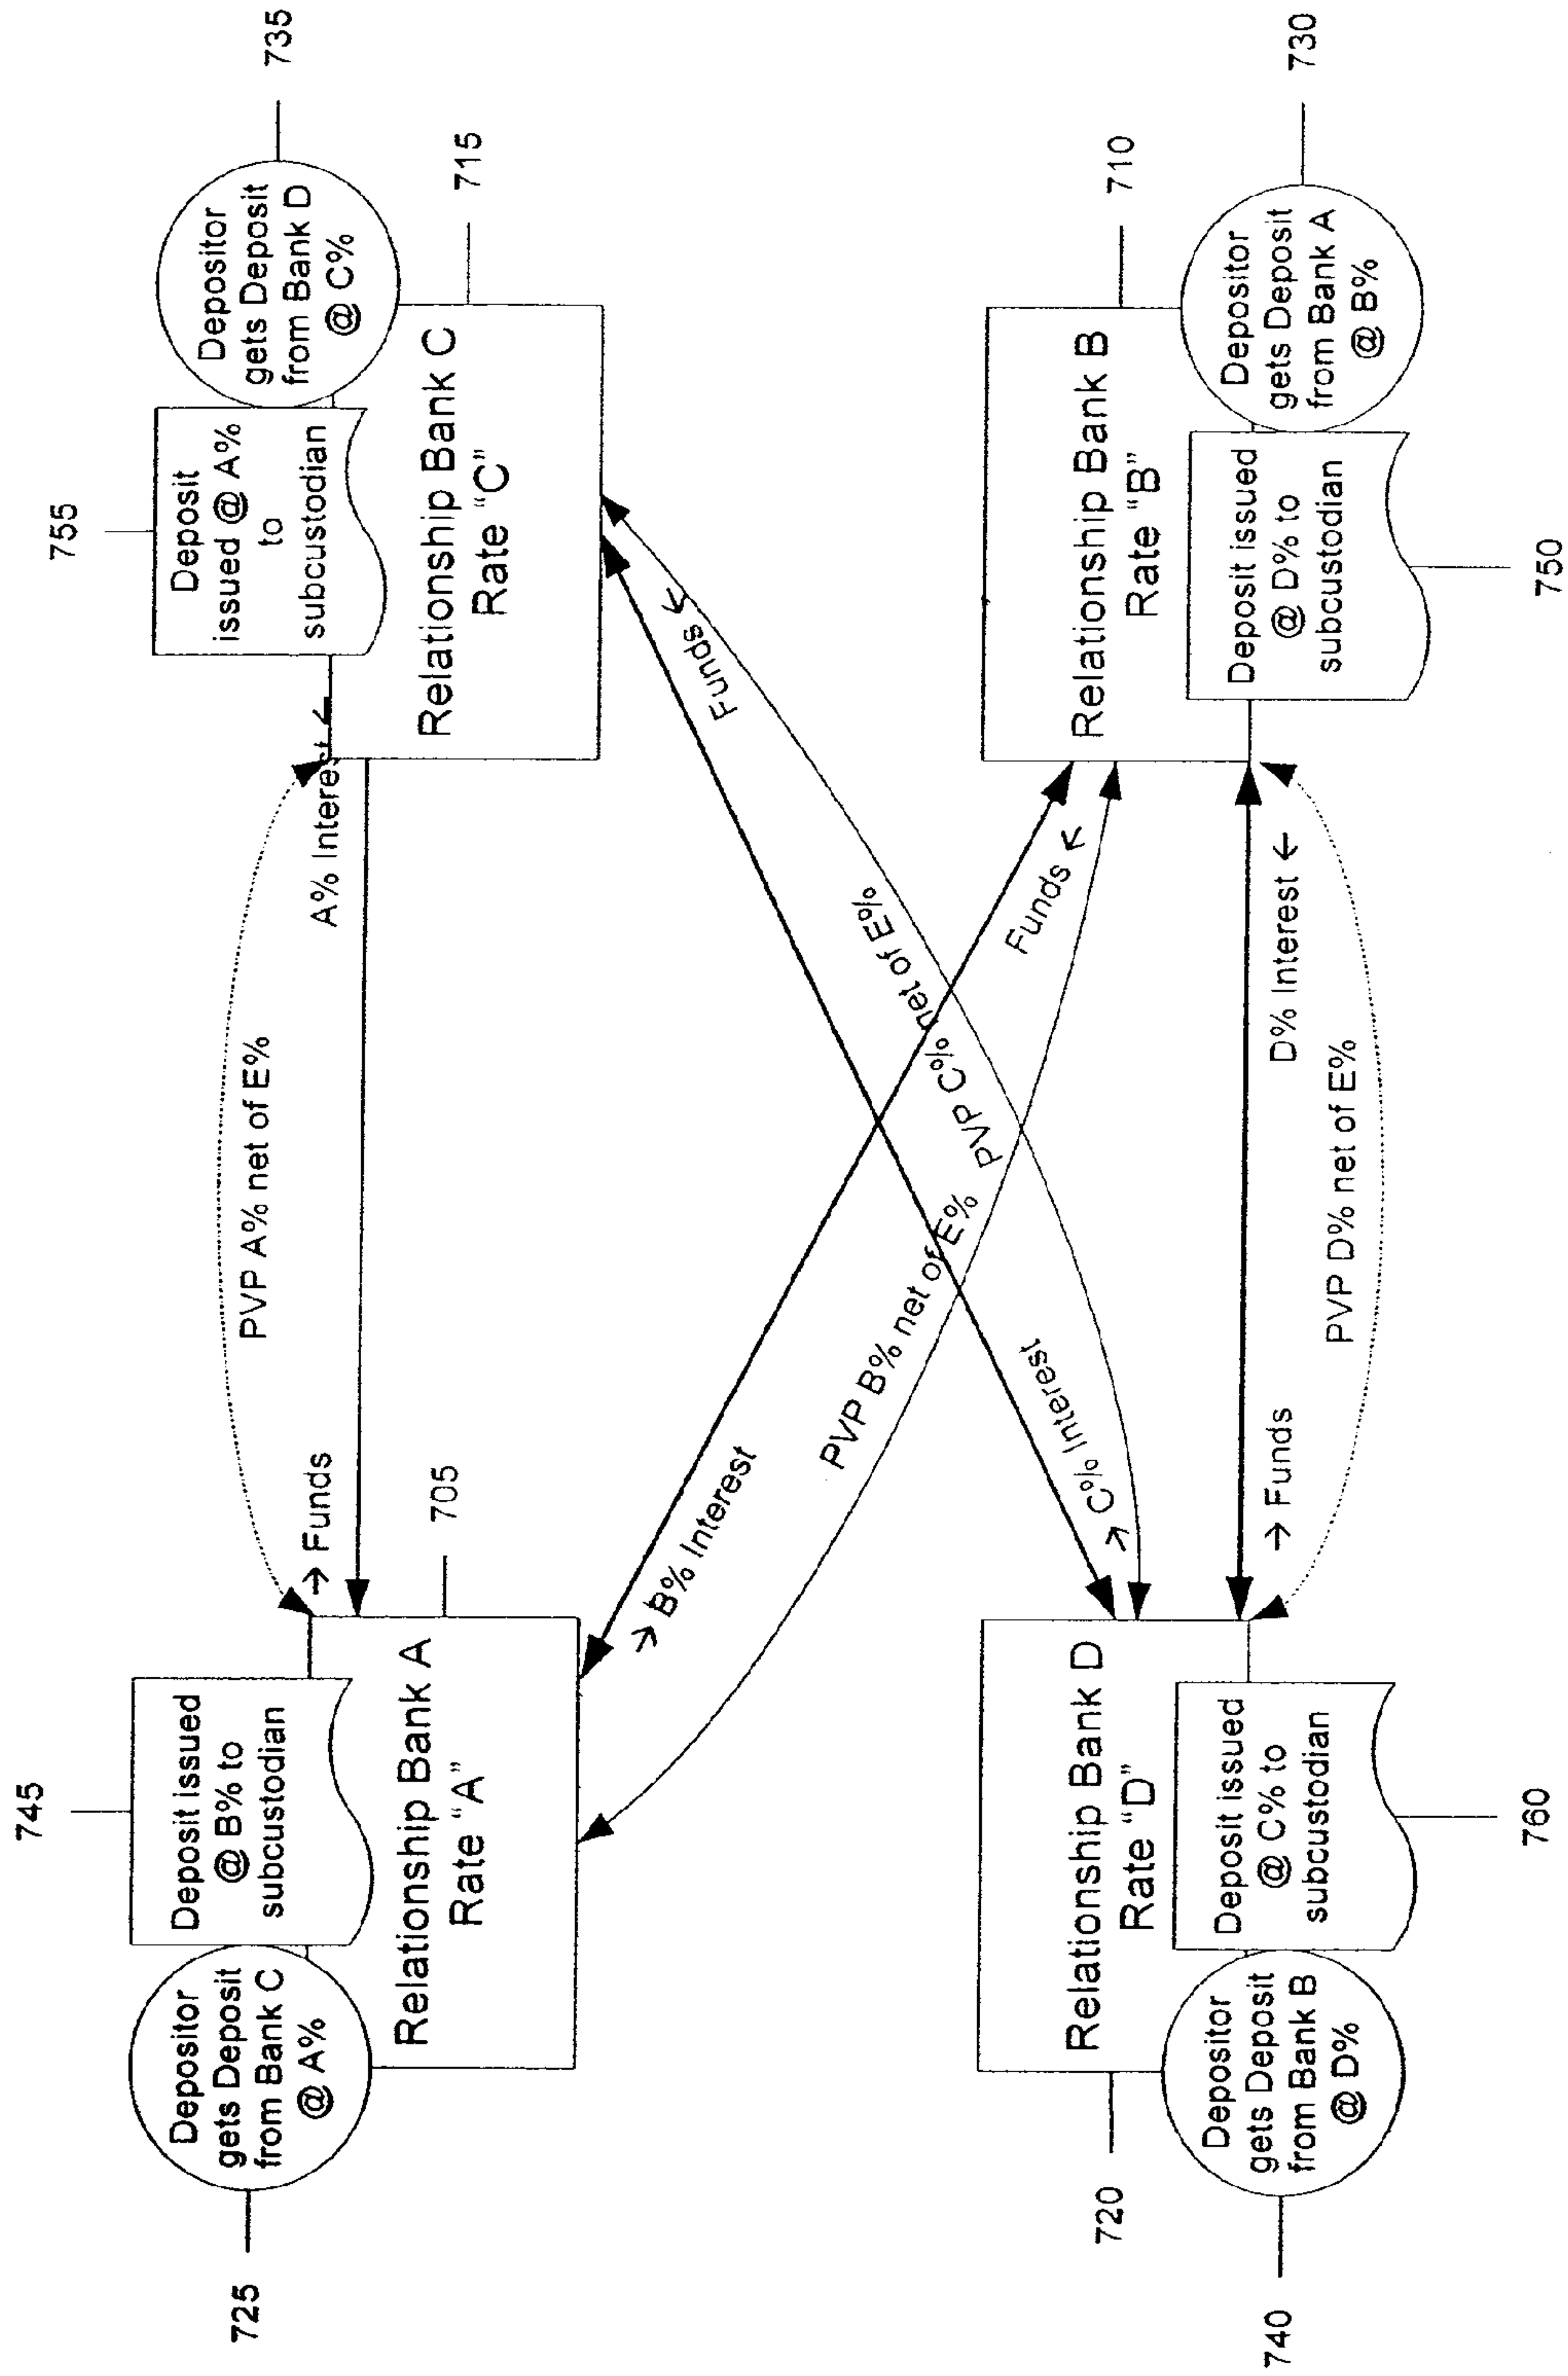 745
Deposit issued
@ B% to
subcustodian
Depositor
gets Deposit
from Bank C
@ A%
725
Relationship Bank A
Rate “A”
705
→ Funds
PVP A% net of E%
A% Interest ←
755
Deposit
issued @ A%
to
subcustodian
Depositor
gets Deposit
from Bank D
@ C%
735
Relationship Bank C
Rate “C”
715
→ B% Interest
Funds ←
PVP B% net of E%
PVP C% net of E%
→ C% Interest
Funds ←
Relationship Bank D
Rate “D”
720
Depositor
gets Deposit
from Bank B
@ D%
740
Deposit issued
@ C% to
subcustodian
760
→ Funds
D% Interest ←
PVP D% net of E%
Relationship Bank B
Rate “B”
710
Deposit issued
@ D% to
subcustodian
750
Depositor
gets Deposit
from Bank A
@ B%
730